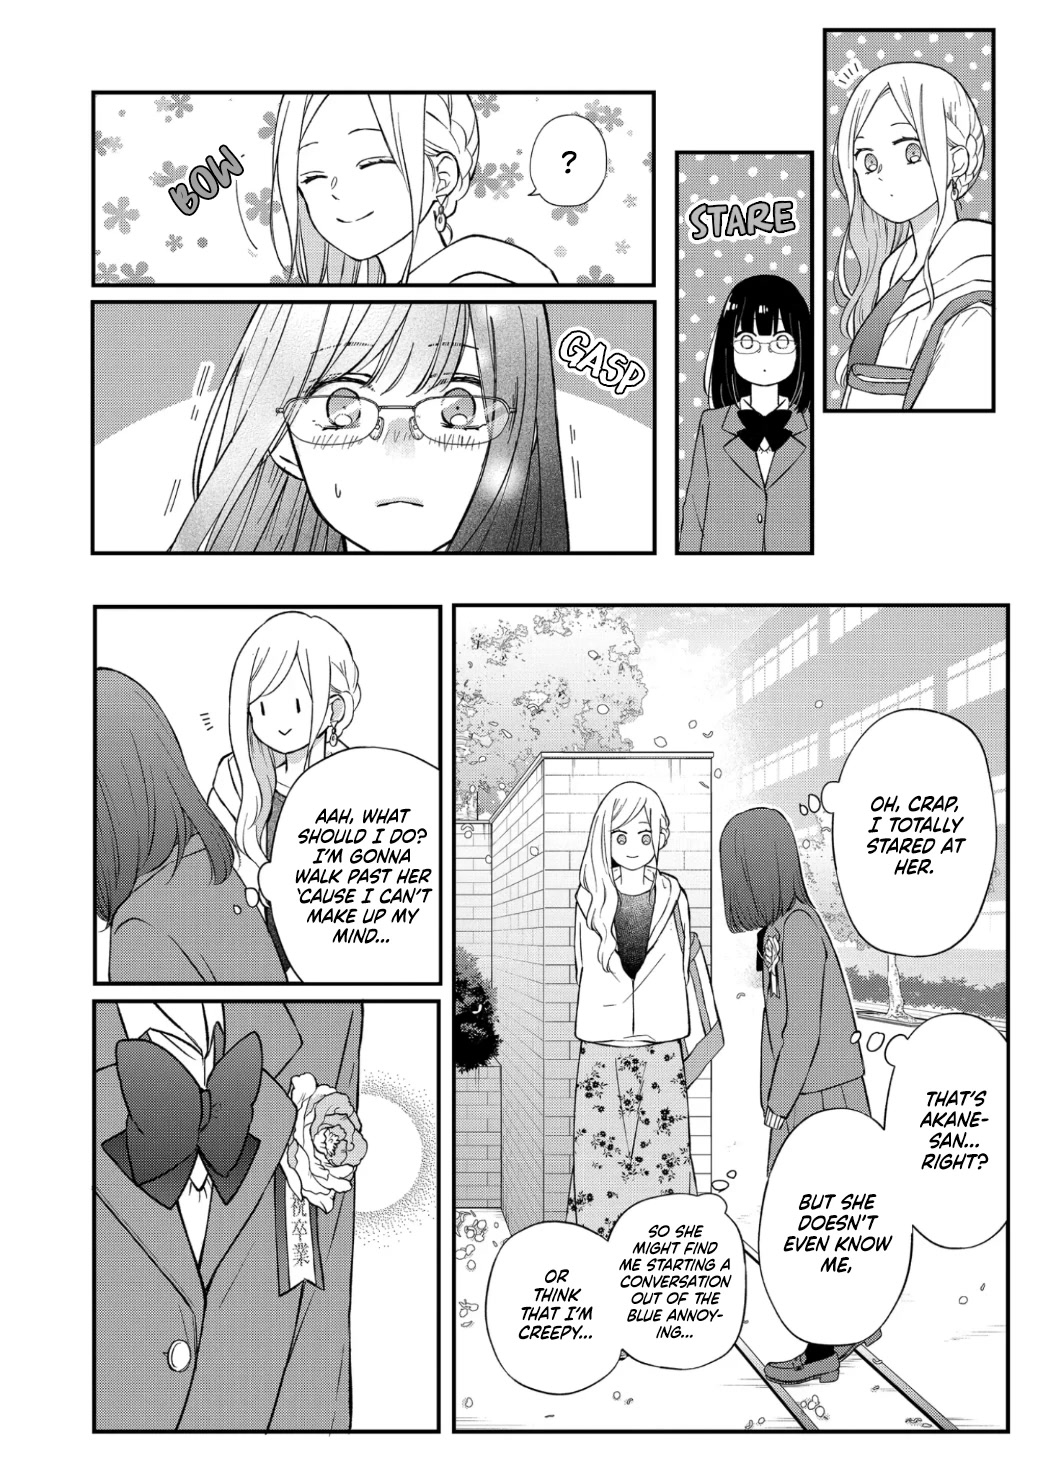 STARE
?
BOW
GASP
OH, CRAP,
I TOTALLY
STARED AT
HER.
THAT'S
AKANE-
SAN...
RIGHT?
BUT SHE
DOESN'T
EVEN KNOW
ME,
SO SHE
MIGHT FIND
ME STARTING A
CONVERSATION
OUT OF THE
BLUE ANNOY-
ING...
OR
THINK
THAT I'M
CREEPY...
AAH, WHAT
SHOULD I DO?
I'M GONNA
WALK PAST HER
'CAUSE I CAN'T
MAKE UP MY
MIND...
祝卒業